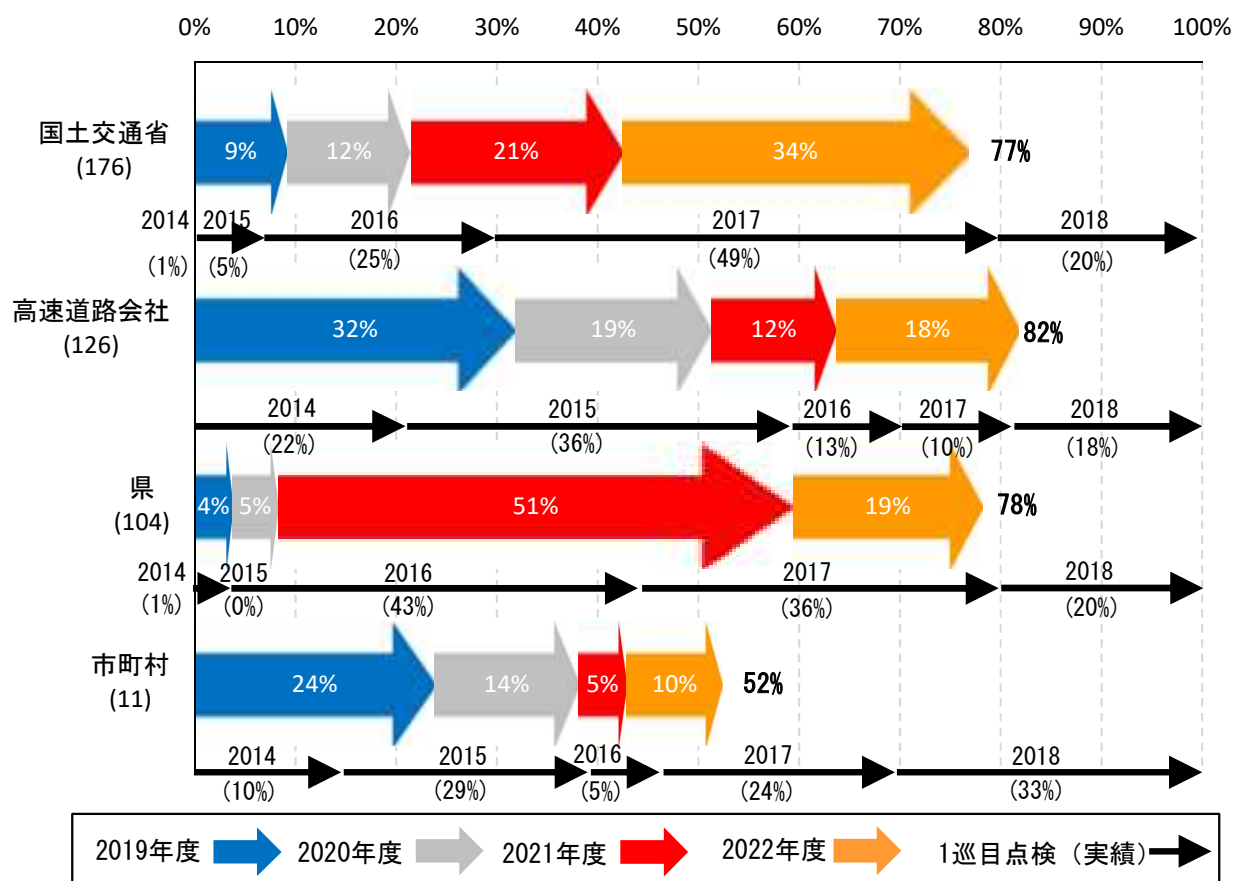 0% 10% 20% 30% 40% 50% 60% 70% 80% 90% 100%
国土交通省
(176)
9% 12% 21% 34% 77%
2014 2015 2016 2017 2018
(1%) (5%) (25%) (49%) (20%)
高速道路会社
(126)
32% 19% 12% 18% 82%
2014 2015 2016 2017 2018
(22%) (36%) (13%) (10%) (18%)
県
(104)
4% 5% 51% 19% 78%
2014 2015 2016 2017 2018
(1%) (0%) (43%) (36%) (20%)
市町村
(11)
24% 14% 5% 10% 52%
2014 2015 2016 2017 2018
(10%) (29%) (5%) (24%) (33%)
2019年度 2020年度 2021年度 2022年度 1巡目点検（実績）